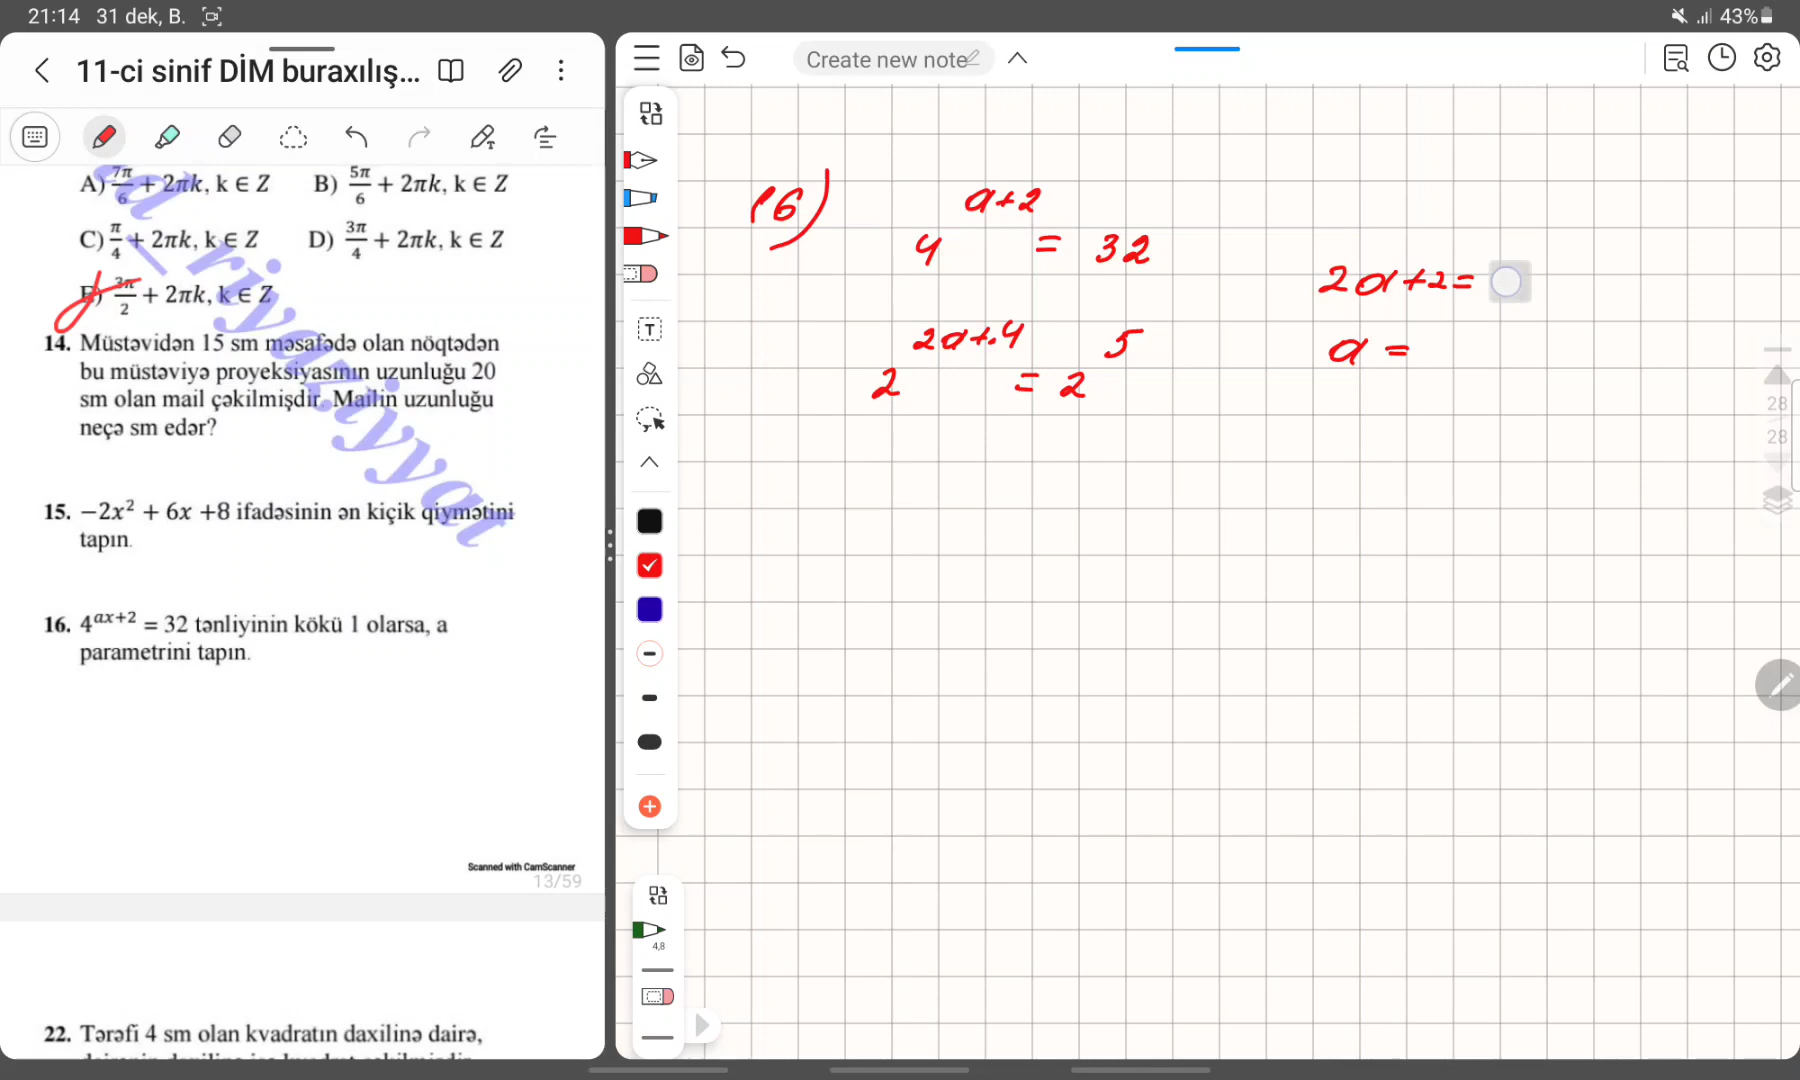 21:14 31 dek, B. 43%
11-ci sinif DİM buraxılış...
A) 7π/6 + 2πk, k ∈ Z B) 5π/6 + 2πk, k ∈ Z
C) π/4 + 2πk, k ∈ Z D) 3π/4 + 2πk, k ∈ Z
E) 3π/2 + 2πk, k ∈ Z
14. Müstəvidən 15 sm məsafədə olan nöqtədən
bu müstəviyə proyeksiyasının uzunluğu 20
sm olan mail çəkilmişdir. Mailin uzunluğu
neçə sm edər?
15. −2x² + 6x +8 ifadəsinin ən kiçik qiymətini
tapın.
16. 4^(ax+2) = 32 tənliyinin kökü 1 olarsa, a
parametrini tapın.
Scanned with CamScanner
13/59
22. Tərəfi 4 sm olan kvadratın daxilinə dairə,
riyaziyyat
Create new note
T
4,8
28
28
16)
4^(a+2) = 32
2^(2a+4) = 2^5
2a+2=
a =